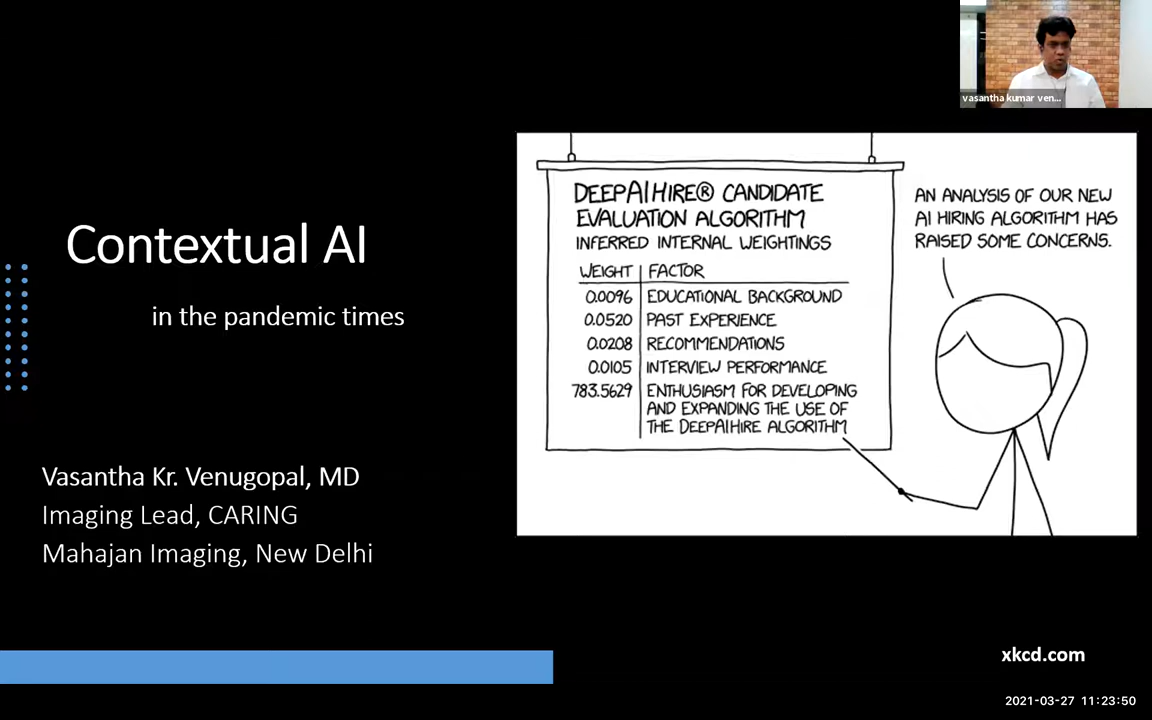 vasantha kumar ven...
Contextual AI
in the pandemic times
Vasantha Kr. Venugopal, MD
Imaging Lead, CARING
Mahajan Imaging, New Delhi
DEEPAIHIRE® CANDIDATE
EVALUATION ALGORITHM
INFERRED INTERNAL WEIGHTINGS
WEIGHT FACTOR
0.0096 EDUCATIONAL BACKGROUND
0.0520 PAST EXPERIENCE
0.0208 RECOMMENDATIONS
0.0105 INTERVIEW PERFORMANCE
783.5629 ENTHUSIASM FOR DEVELOPING
AND EXPANDING THE USE OF
THE DEEPAIHIRE ALGORITHM
AN ANALYSIS OF OUR NEW
AI HIRING ALGORITHM HAS
RAISED SOME CONCERNS.
xkcd.com
2021-03-27 11:23:50